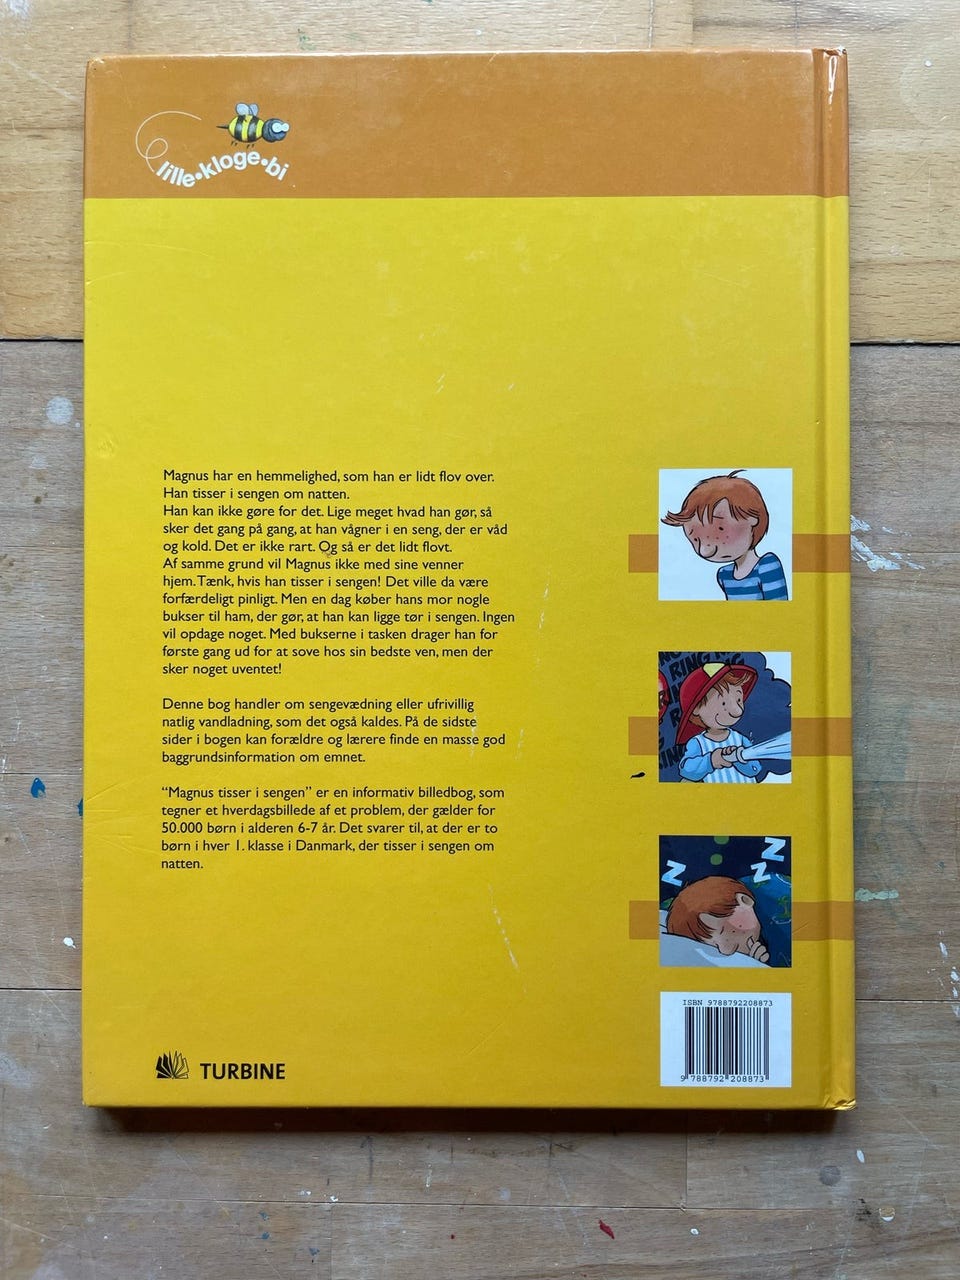 lille•kloge•bi
Magnus har en hemmelighed, som han er lidt flov over.
Han tisser i sengen om natten.
Han kan ikke gøre for det. Lige meget hvad han gør, så
sker det gang på gang, at han vågner i en seng, der er våd
og kold. Det er ikke rart. Og så er det lidt flovt.
Af samme grund vil Magnus ikke med sine venner
hjem. Tænk, hvis han tisser i sengen! Det ville da være
forfærdeligt pinligt. Men en dag køber hans mor nogle
bukser til ham, der gør, at han kan ligge tør i sengen. Ingen
vil opdage noget. Med bukserne i tasken drager han for
første gang ud for at sove hos sin bedste ven, men der
sker noget uventet!
Denne bog handler om sengevædning eller ufrivillig
natlig vandladning, som det også kaldes. På de sidste
sider i bogen kan forældre og lærere finde en masse god
baggrundsinformation om emnet.
“Magnus tisser i sengen” er en informativ billedbog, som
tegner et hverdagsbillede af et problem, der gælder for
50.000 børn i alderen 6-7 år. Det svarer til, at der er to
børn i hver 1. klasse i Danmark, der tisser i sengen om
natten.
RING
Z
Z
Z
ISBN 9788792208873
9 788792 208873
TURBINE